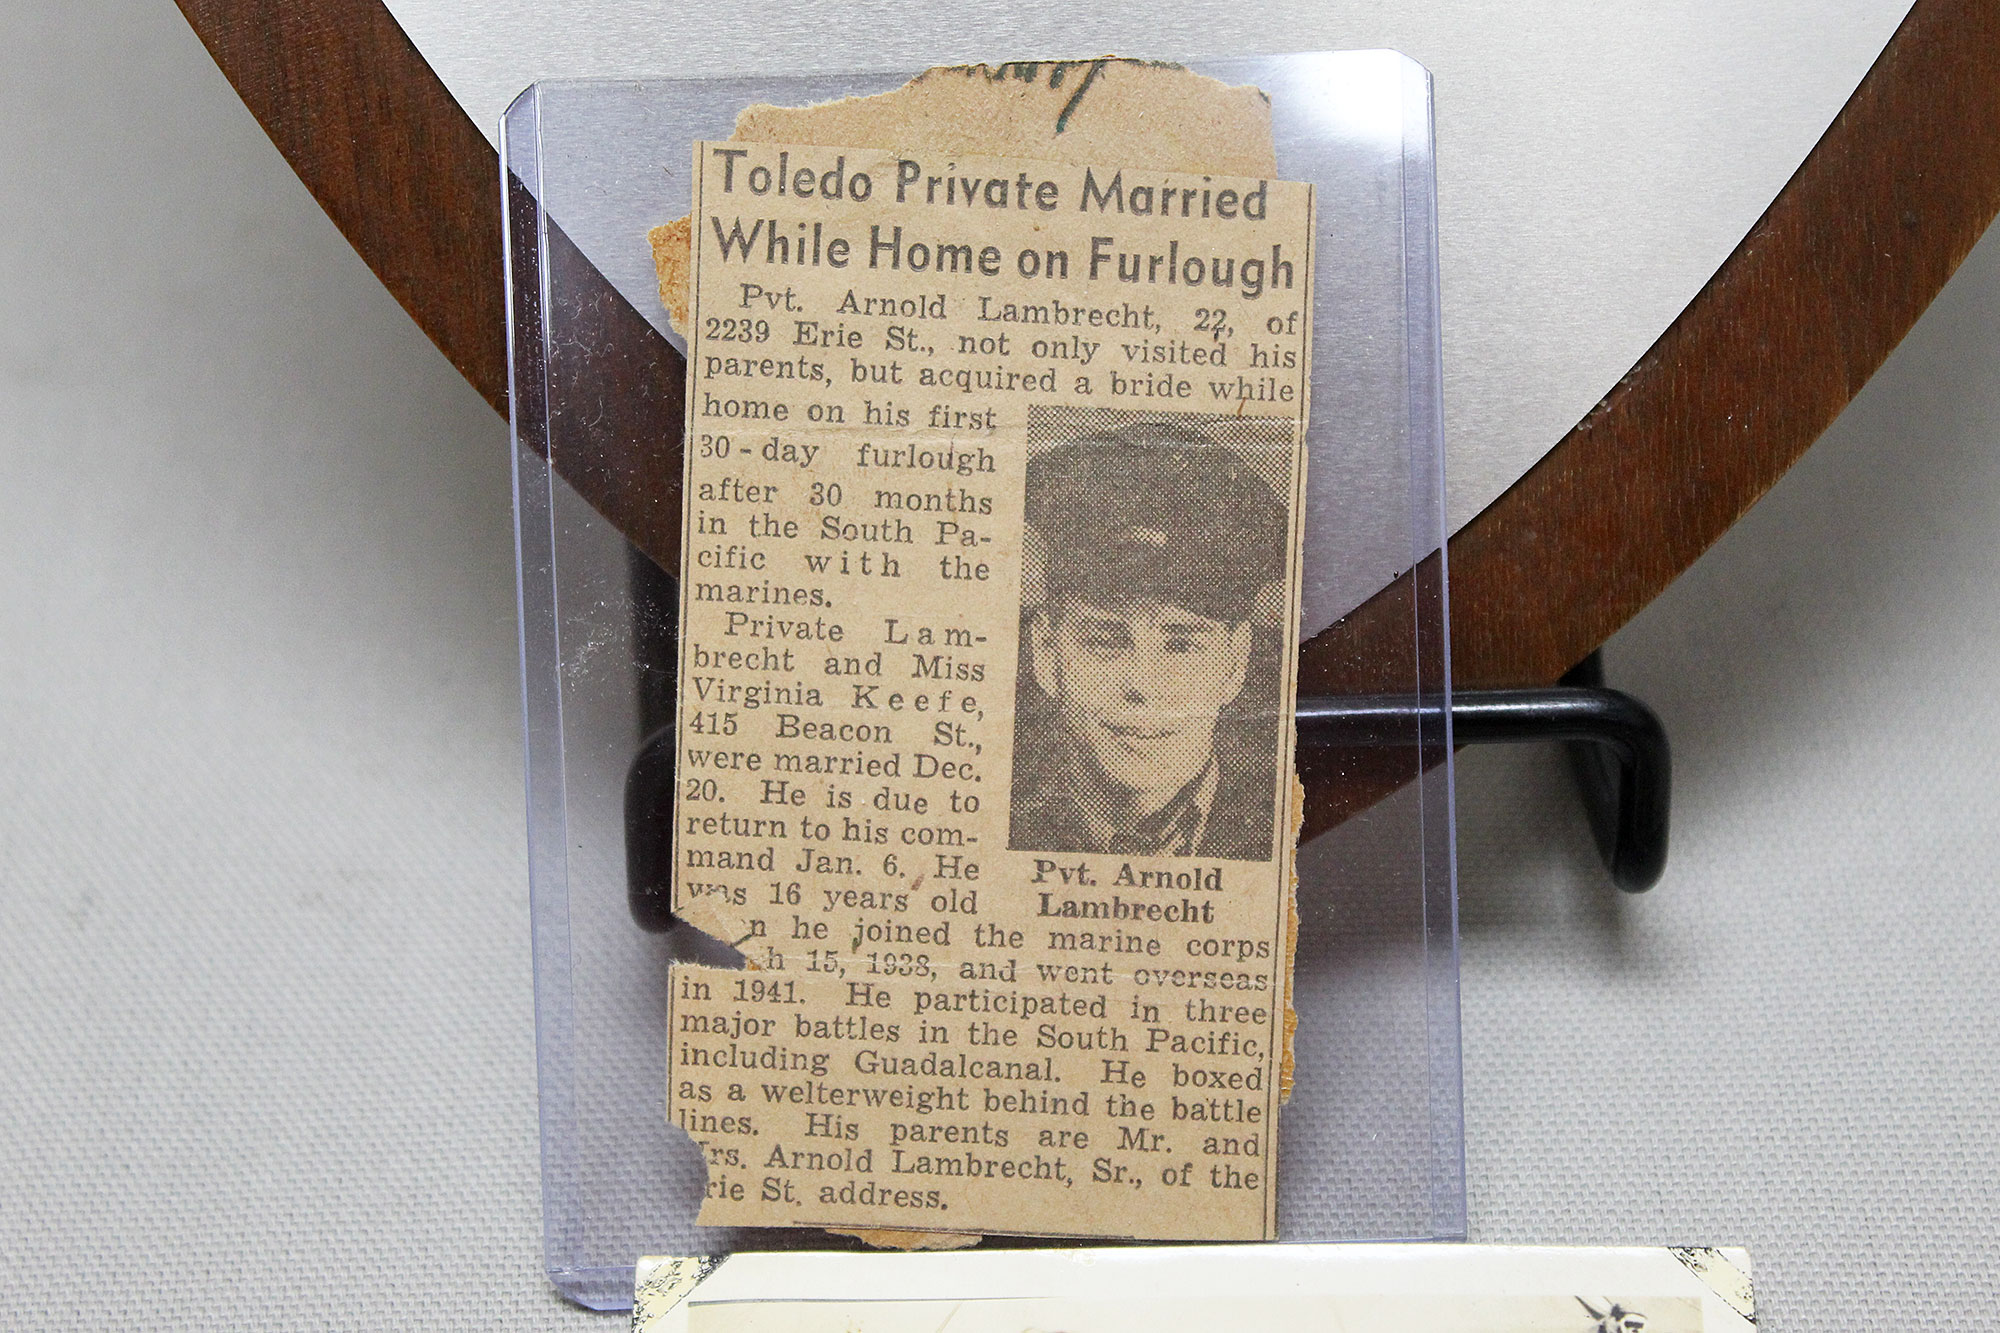 Toledo Private Married
While Home on Furlough
Pvt. Arnold Lambrecht, 22, of
2239 Erie St., not only visited his
parents, but acquired a bride while
home on his first
30-day furlough
after 30 months
in the South Pa-
cific with the
marines.
Private Lam-
brecht and Miss
Virginia Keefe,
415 Beacon St.,
were married Dec.
20. He is due to
return to his com-
mand Jan. 6. He
was 16 years old
n he joined the marine corps
h 15, 1938, and went overseas
in 1941. He participated in three
major battles in the South Pacific,
including Guadalcanal. He boxed
as a welterweight behind the battle
lines. His parents are Mr. and
rs. Arnold Lambrecht, Sr., of the
rie St. address.
Pvt. Arnold
Lambrecht